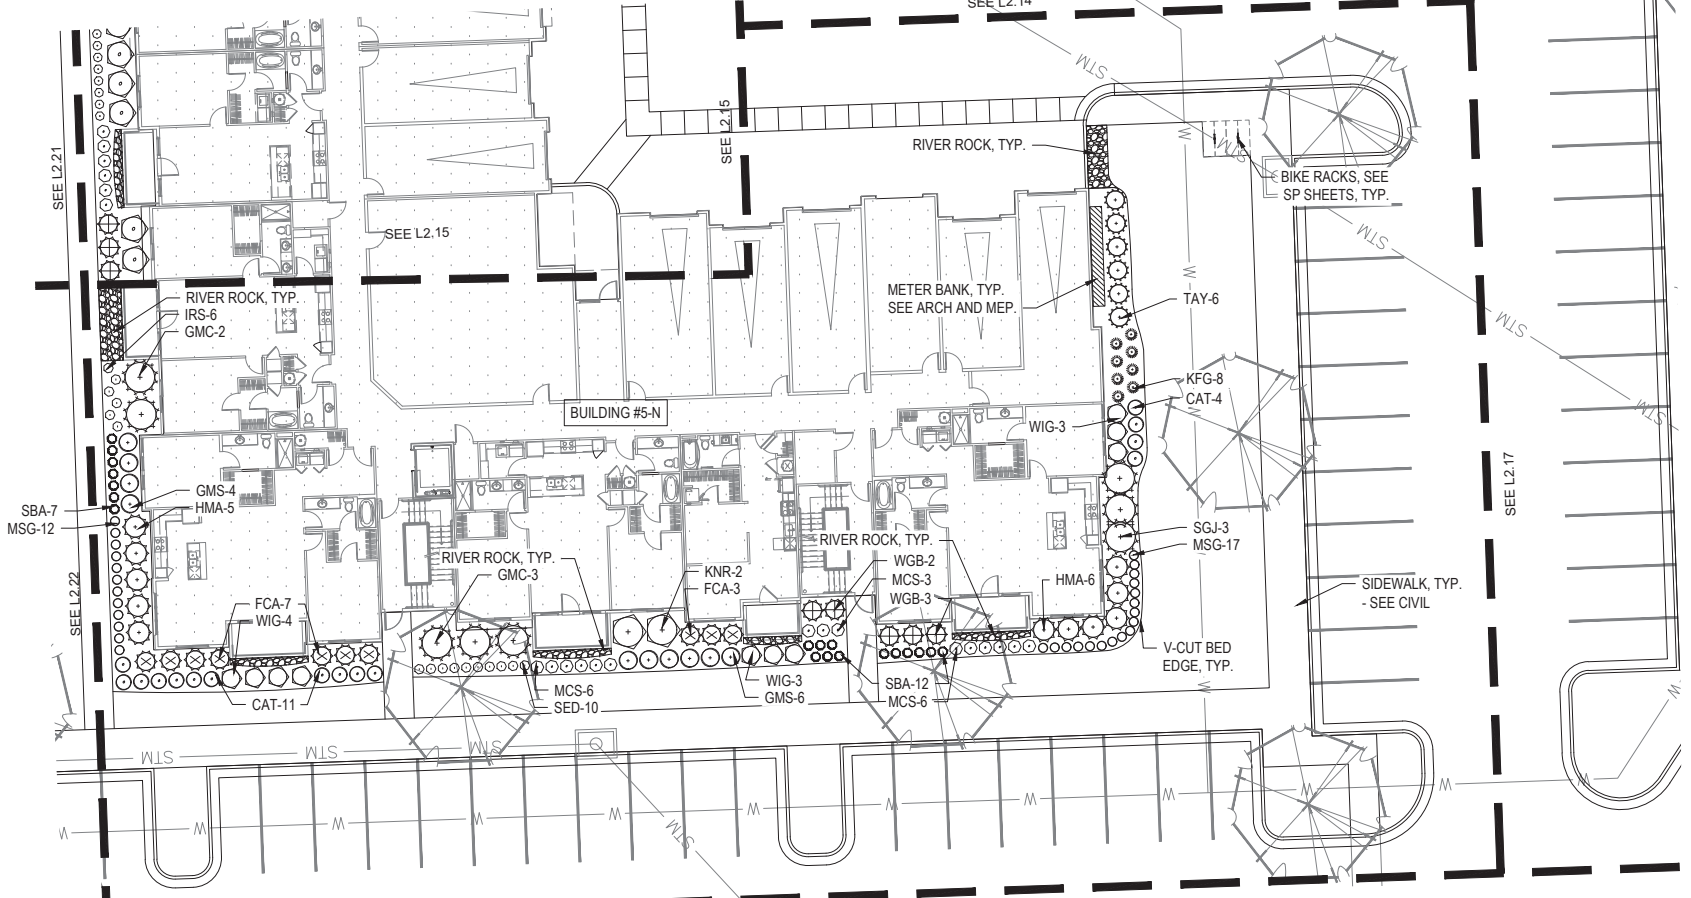 SEE L2.14
STM
SEE L2.15
SEE L2.21
RIVER ROCK, TYP.
W
STM
BIKE RACKS, SEE
SP SHEETS, TYP.
SEE L2.15
STM
W
RIVER ROCK, TYP.
IRS-6
GMC-2
METER BANK, TYP.
SEE ARCH AND MEP.
TAY-6
STM
KFG-8
CAT-4
W
WIG-3
STM
BUILDING #5-N
SEE L2.17
GMS-4
HMA-5
SBA-7
MSG-12
SGJ-3
MSG-17
RIVER ROCK, TYP.
GMC-3
RIVER ROCK, TYP.
WGB-2
MCS-3
WGB-3
KNR-2
FCA-3
HMA-6
SIDEWALK, TYP.
- SEE CIVIL
SEE L2.22
FCA-7
WIG-4
V-CUT BED
EDGE, TYP.
CAT-11
MCS-6
SED-10
WIG-3
GMS-6
SBA-12
MCS-6
W
W
STM
STM
STM
W
W
W
W
W
W
W
W
W
W
STM